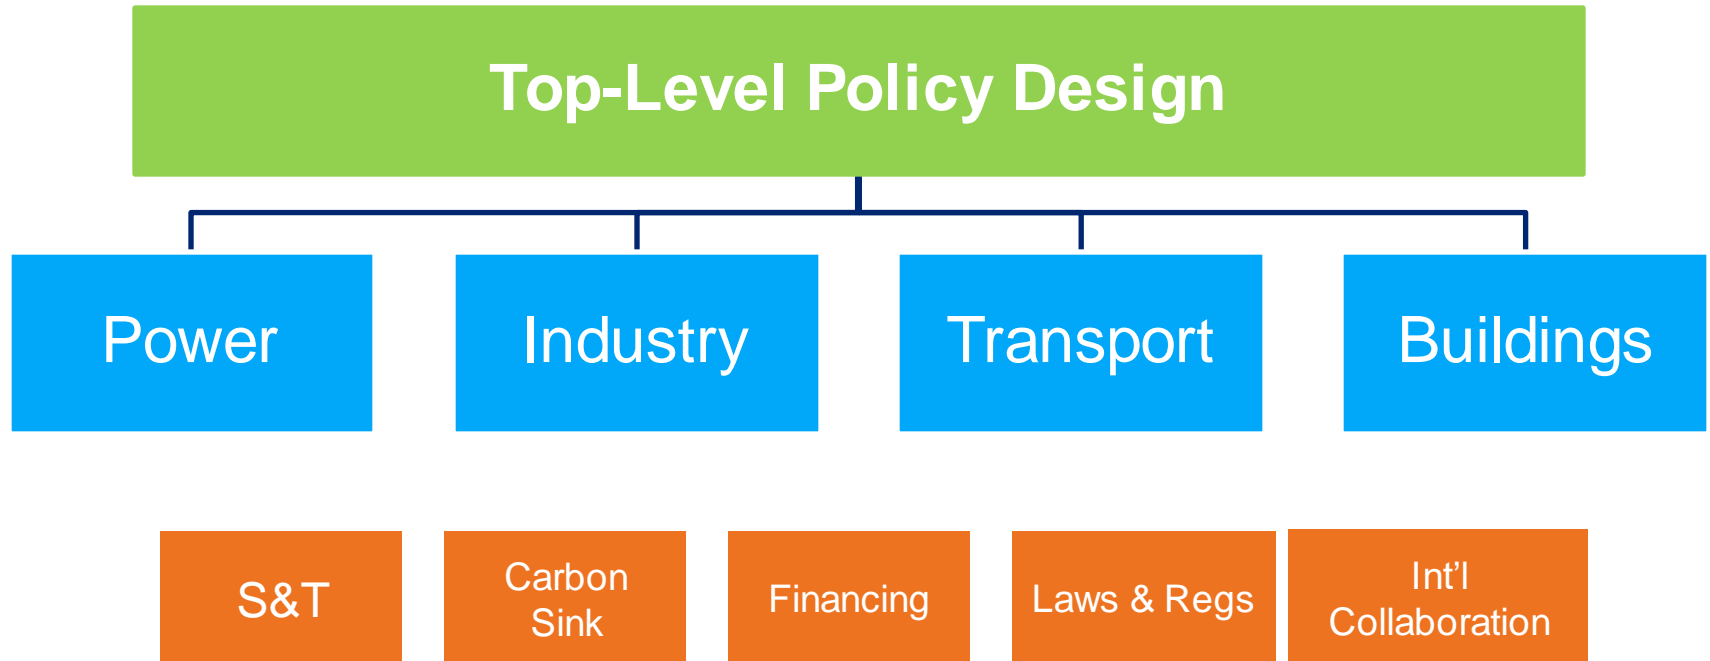 Top-Level Policy Design
Power
Industry
Transport
Buildings
S&T
Carbon
Sink
Financing
Laws & Regs
Int’l
Collaboration